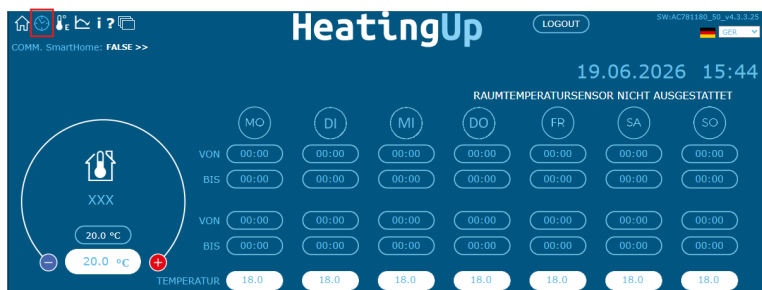 i ? HeatingUp LOGOUT SW:AC781180_50_v4.3.3.25
°F E
GER
COMM. SmartHome: FALSE >>
19.06.2026 15:44
RAUMTEMPERATURSENSOR NICHT AUSGESTATTET
MO DI MI DO FR SA SO
VON 00:00 00:00 00:00 00:00 00:00 00:00 00:00
BIS 00:00 00:00 00:00 00:00 00:00 00:00 00:00
XXX
VON 00:00 00:00 00:00 00:00 00:00 00:00 00:00
20.0 °C
BIS 00:00 00:00 00:00 00:00 00:00 00:00 00:00
− 20.0 °C +
TEMPERATUR 18.0 18.0 18.0 18.0 18.0 18.0 18.0